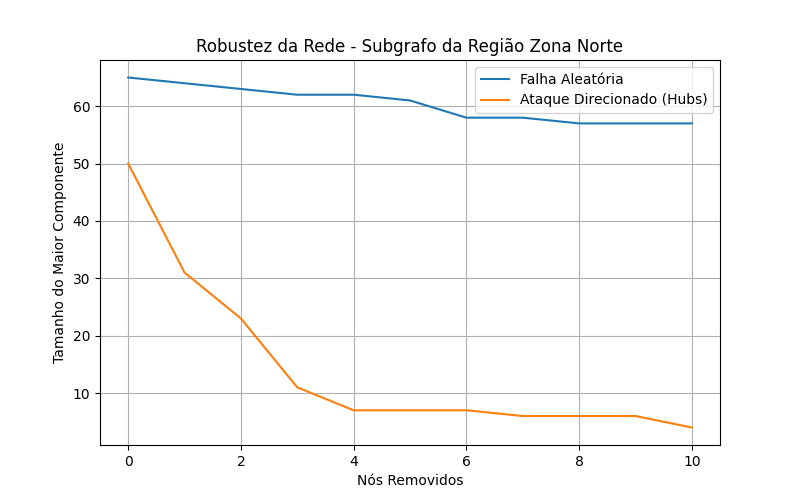 Robustez da Rede - Subgrafo da Região Zona Norte
Falha Aleatória
Ataque Direcionado (Hubs)
Tamanho do Maior Componente
60
50
40
30
20
10
0 2 4 6 8 10
Nós Removidos